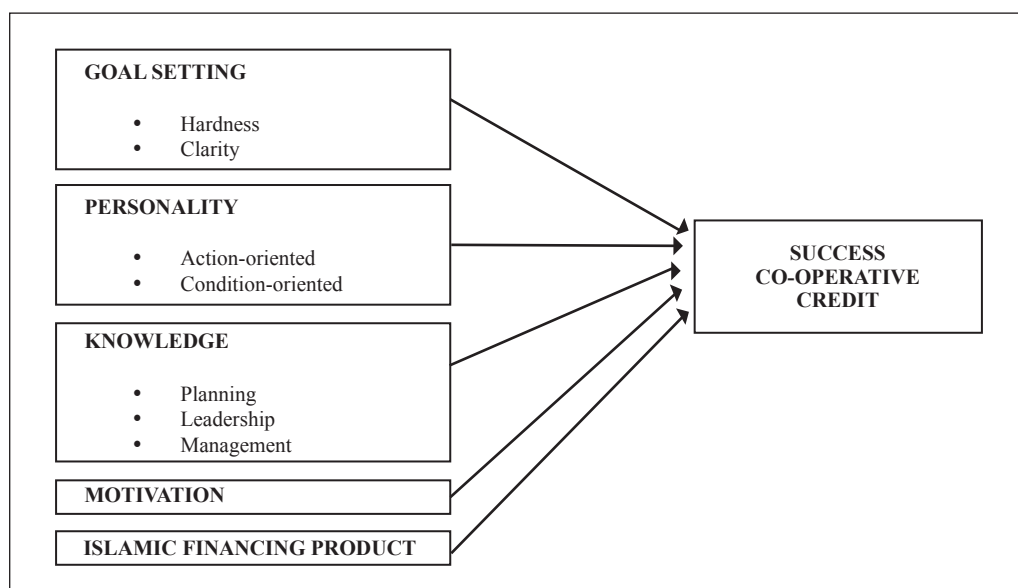 GOAL SETTING
• Hardness
• Clarity
PERSONALITY
• Action-oriented
• Condition-oriented
KNOWLEDGE
• Planning
• Leadership
• Management
MOTIVATION
ISLAMIC FINANCING PRODUCT
SUCCESS
CO-OPERATIVE
CREDIT